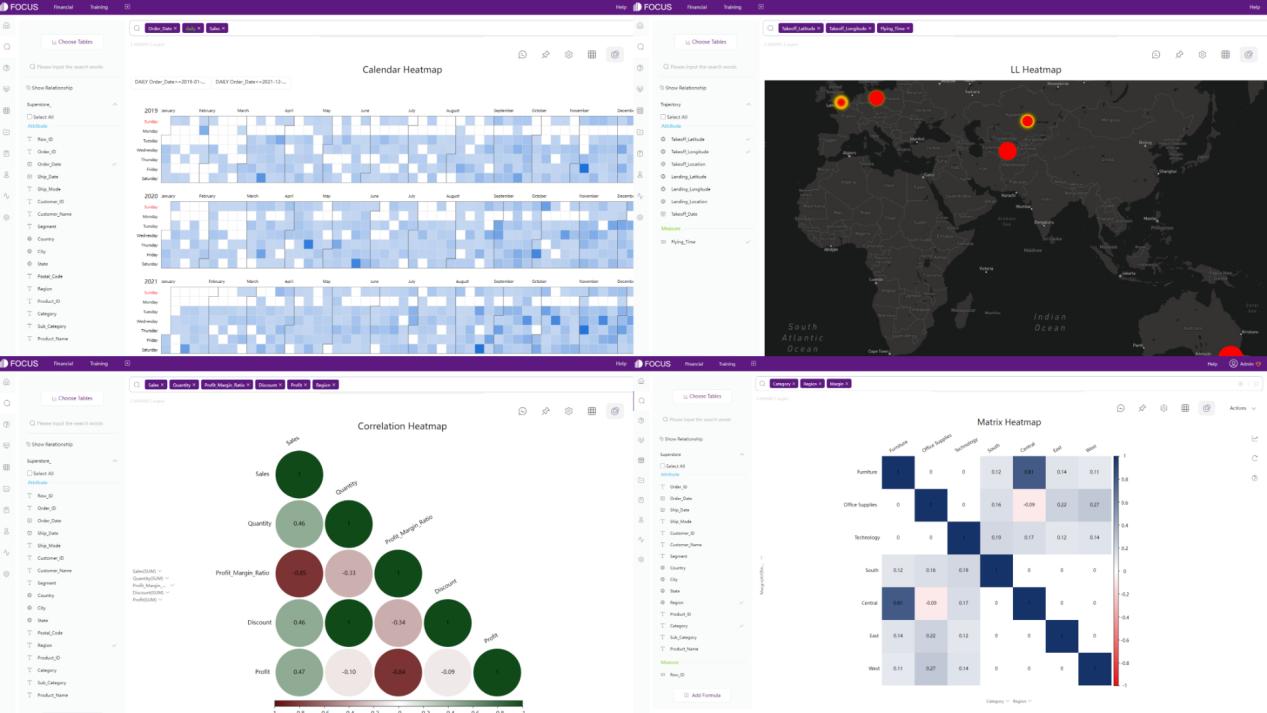 FOCUS Financial Training Help
Order_Date × daily × Sales ×
Choose Tables
Please input the search words
Show Relationship
Superstore_
Select All
Attribute
Row_ID
Order_ID
Order_Date
Ship_Date
Ship_Mode
Customer_ID
Customer_Name
Segment
Country
City
State
Postal_Code
Region
Product_ID
Category
Sub_Category
Product_Name
Calendar Heatmap
DAILY Order_Date>=2019-01-... DAILY Order_Date<=2021-12-...
2019 January February March April May June July August September October November Decemb
Sunday
Monday
Tuesday
Wednesday
Thursday
Friday
Saturday
2020 January February March April May June July August September October November Decemb
Sunday
Monday
Tuesday
Wednesday
Thursday
Friday
Saturday
2021 January February March April May June July August September October November Decemb
Sunday
Monday
Tuesday
Wednesday
Thursday
Friday
Saturday
FOCUS Financial Training Help
Takeoff_Latitude × Takeoff_Longitude × Flying_Time ×
Choose Tables
Please input the search words
Show Relationship
Trajectory
Select All
Attribute
Takeoff_Latitude
Takeoff_Longitude
Takeoff_Location
Landing_Latitude
Landing_Longitude
Landing_Location
Takeoff_Date
Measure
Flying_Time
LL Heatmap
Shanghai
Karachi
Mumbai
Manila
Jakarta
South
Atlantic
Ocean
Indian
Ocean
Cape Town
Perth
Brisbane
FOCUS Financial Training Help
Sales × Quantity × Profit_Margin_Ratio × Discount × Profit × Region ×
Choose Tables
Please input the search words
Show Relationship
Superstore_
Select All
Attribute
Row_ID
Order_ID
Order_Date
Ship_Date
Ship_Mode
Customer_ID
Customer_Name
Segment
Country
City
State
Postal_Code
Region
Product_ID
Category
Sub_Category
Product_Name
Sales(SUM)
Quantity(SUM)
Profit_Margin_...
Discount(SUM)
Profit(SUM)
Correlation Heatmap
Sales
Sales 1
Quantity
Quantity 0.46 1
Profit_Margin_Ratio
Profit_Margin_Ratio -0.85 -0.33 1
Discount
Discount 0.46 1 -0.34 1
Profit
Profit 0.47 -0.10 -0.84 -0.09 1
FOCUS Financial Training Help Admin
Category × Region × Margin ×
Choose Tables
Please input the search words
Show Relationship
Superstore
Select All
Attribute
Order_ID
Order_Date
Ship_Date
Ship_Mode
Customer_ID
Customer_Name
Segment
Country
City
State
Region
Product_ID
Category
Sub_Category
Product_Name
Measure
Row_ID
Add Formula
Actions
Matrix Heatmap
Furniture Office Supplies Technology South Central East West
Furniture 1 0 0 0.12 0.81 0.14 0.11
Office Supplies 0 1 0 0.16 -0.09 0.22 0.27
Technology 0 0 1 0.19 0.17 0.12 0.14
South 0.12 0.16 0.19 1 0 0 0
Central 0.81 -0.09 0.17 0 1 0 0
East 0.14 0.22 0.12 0 0 1 0
West 0.11 0.27 0.14 0 0 0 1
1
0.8
0.6
0.4
0.2
0
-0.2
-0.4
-0.6
-0.8
-1
Category Region